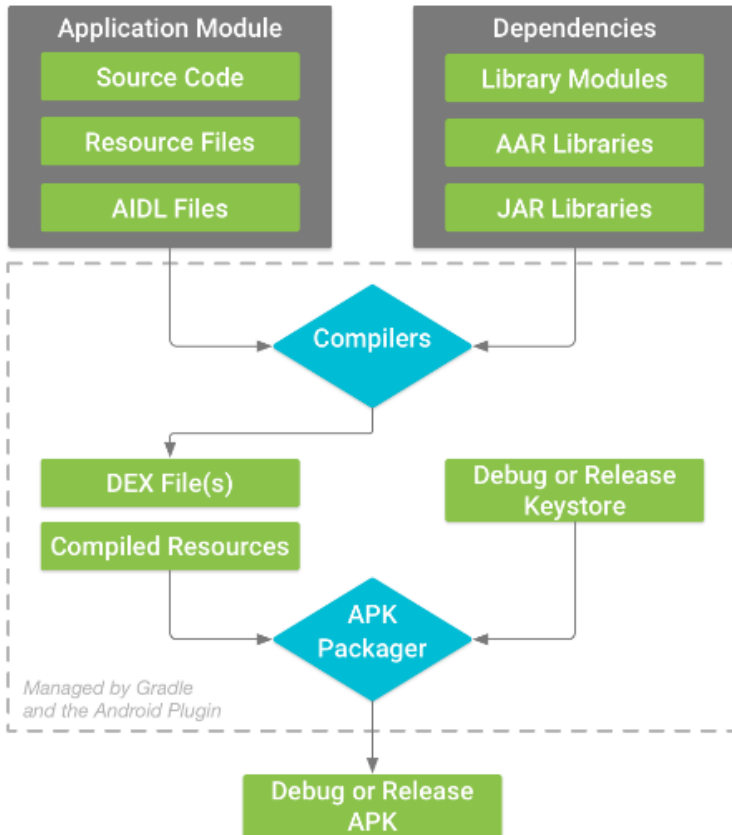 Application Module
Source Code
Resource Files
AIDL Files
Dependencies
Library Modules
AAR Libraries
JAR Libraries
Compilers
DEX File(s)
Compiled Resources
Debug or Release
Keystore
APK
Packager
Managed by Gradle
and the Android Plugin
Debug or Release
APK